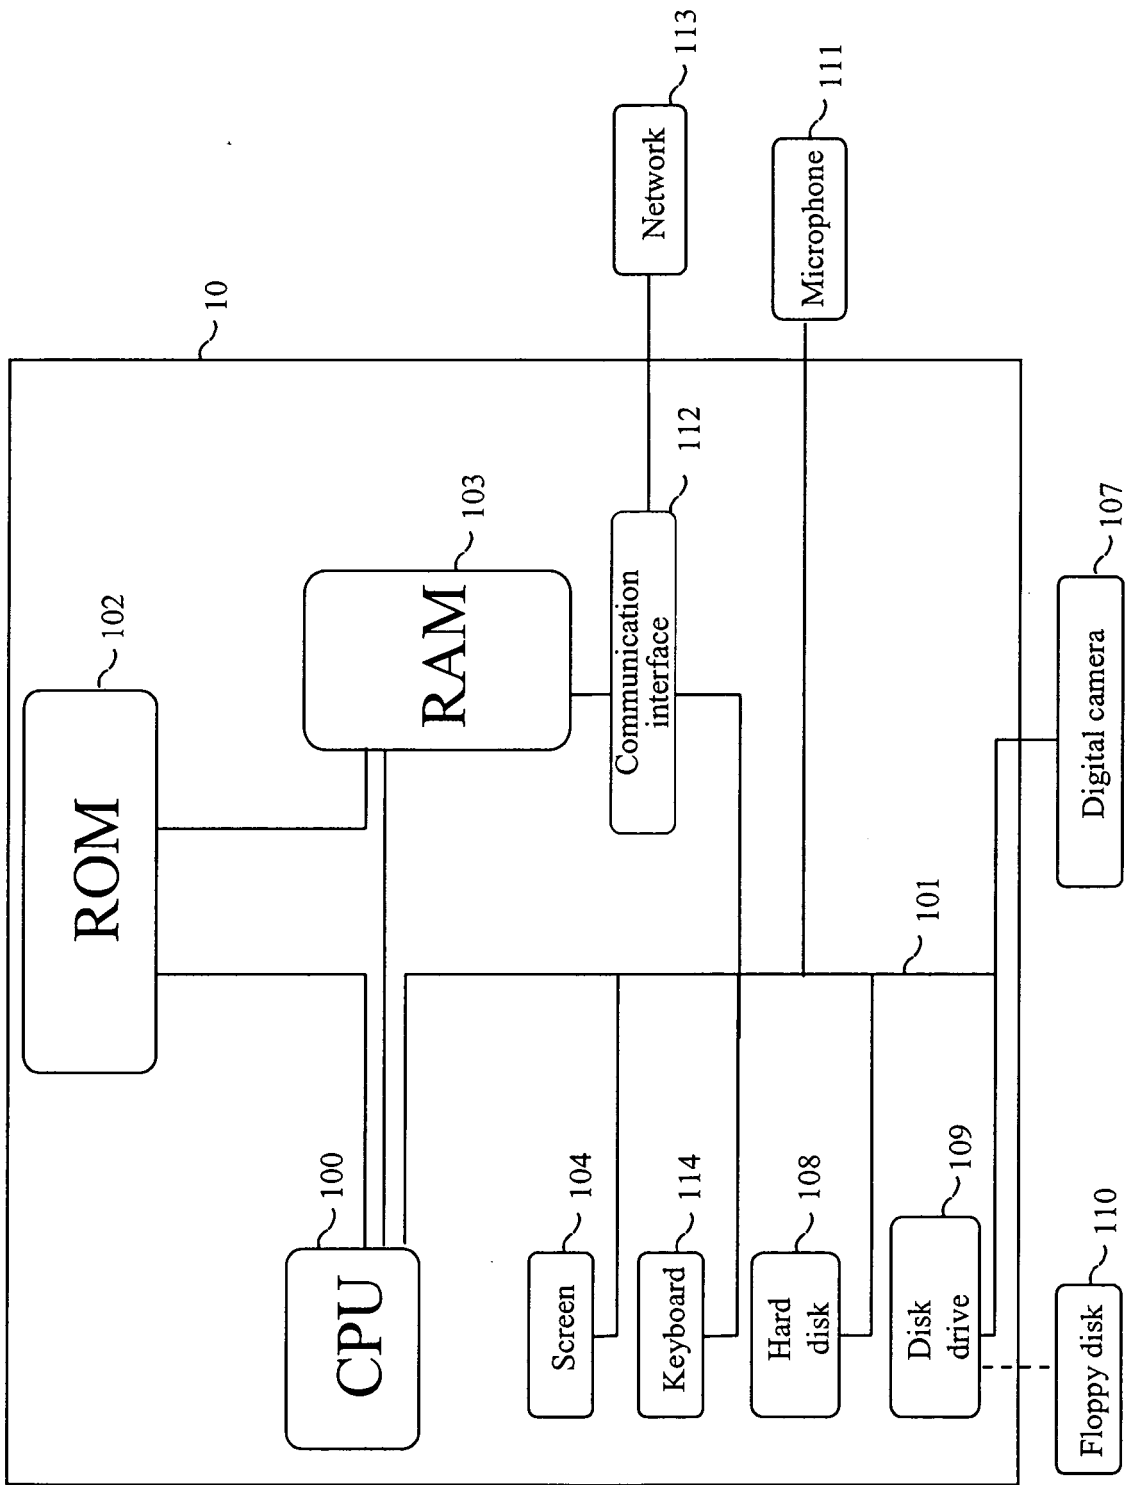 ROM
102
10
CPU
100
RAM
103
Screen
104
Communication
interface
112
Network
113
Keyboard
114
Hard
disk
108
Microphone
111
Disk
drive
109
101
Floppy disk
110
Digital camera
107